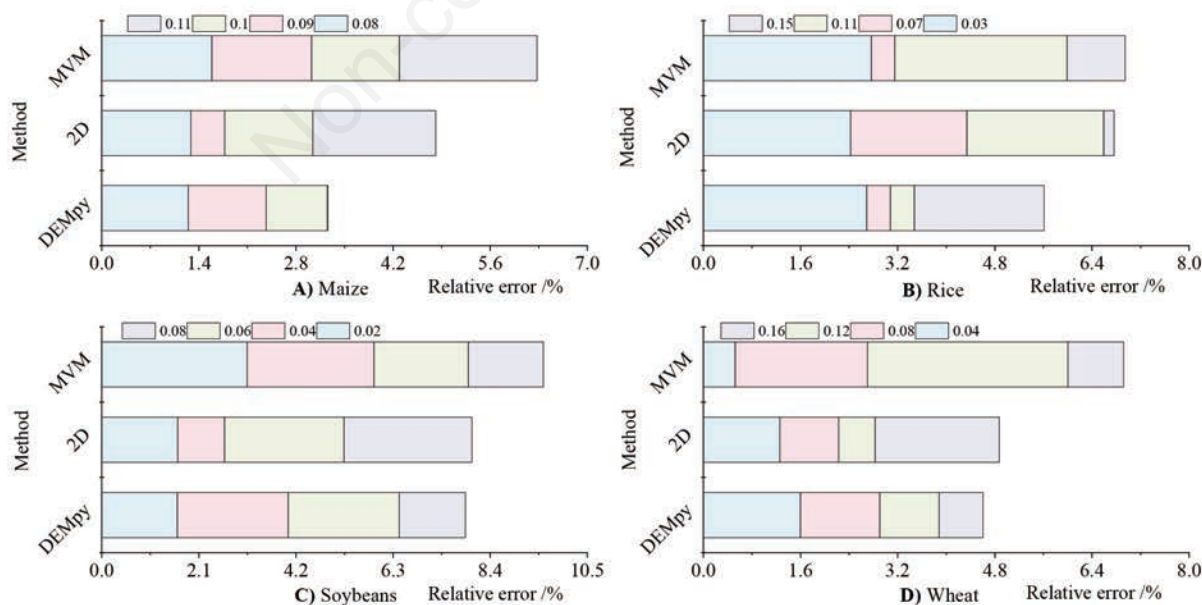 0.11 0.1 0.09 0.08
MVM
2D
DEMpy
Method
0.0 1.4 2.8 4.2 5.6 7.0
A) Maize Relative error /%
0.15 0.11 0.07 0.03
MVM
2D
DEMpy
Method
0.0 1.6 3.2 4.8 6.4 8.0
B) Rice Relative error /%
0.08 0.06 0.04 0.02
MVM
2D
DEMpy
Method
0.0 2.1 4.2 6.3 8.4 10.5
C) Soybeans Relative error /%
0.16 0.12 0.08 0.04
MVM
2D
DEMpy
Method
0.0 1.6 3.2 4.8 6.4 8.0
D) Wheat Relative error /%
Non-co